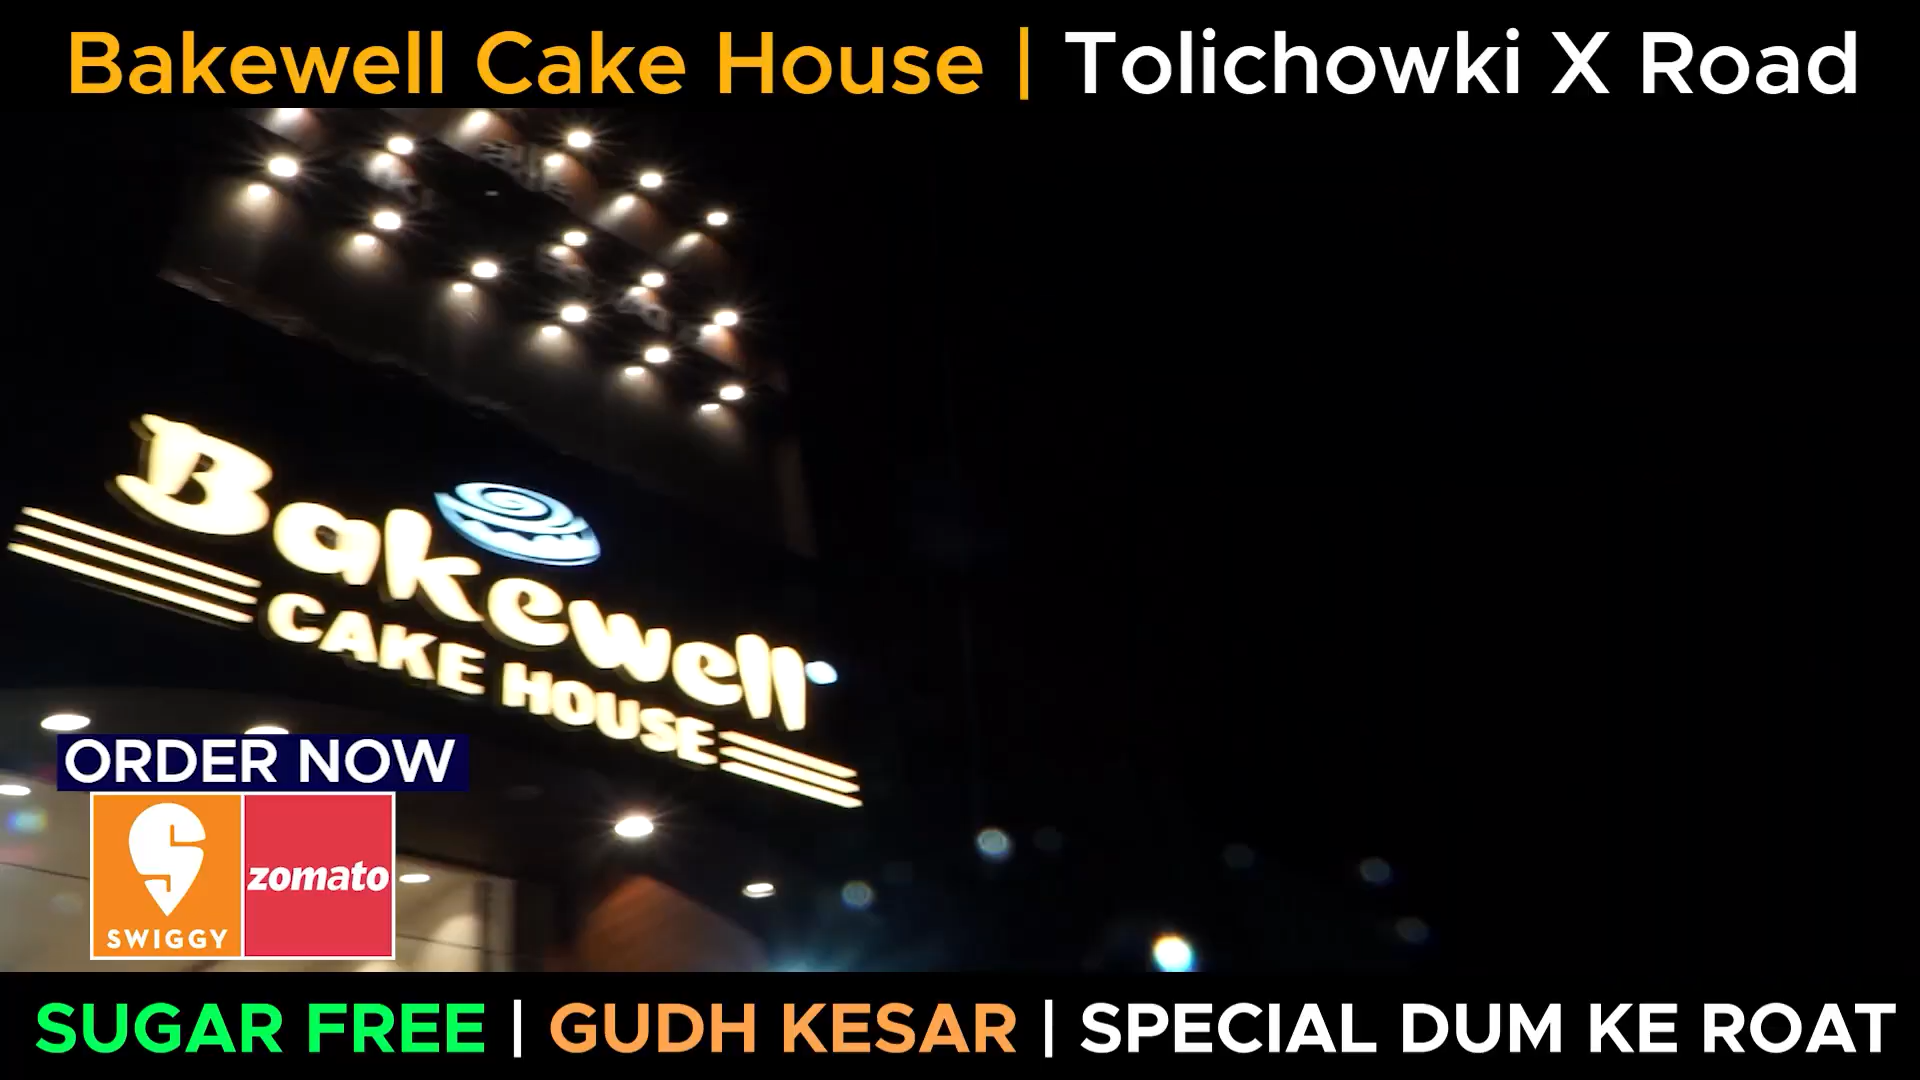 Bakewell Cake House | Tolichowki X Road
Bakewell
CAKE HOUSE
ORDER NOW
SWIGGY
zomato
SUGAR FREE | GUDH KESAR | SPECIAL DUM KE ROAT